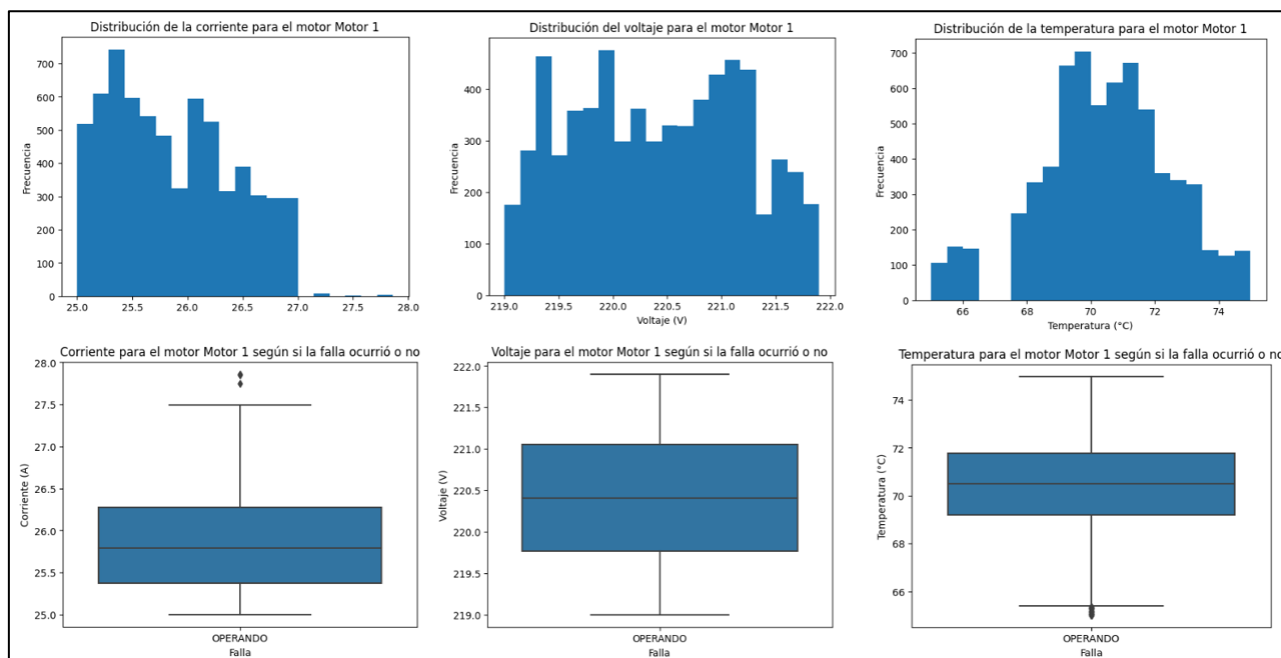 Distribución de la corriente para el motor Motor 1
Frecuencia
700
600
500
400
300
200
100
0
25.0 25.5 26.0 26.5 27.0 27.5 28.0
Distribución del voltaje para el motor Motor 1
Frecuencia
400
300
200
100
0
219.0 219.5 220.0 220.5 221.0 221.5 222.0
Voltaje (V)
Distribución de la temperatura para el motor Motor 1
Frecuencia
700
600
500
400
300
200
100
0
66 68 70 72 74
Temperatura (°C)
Corriente para el motor Motor 1 según si la falla ocurrió o no
Corriente (A)
28.0
27.5
27.0
26.5
26.0
25.5
25.0
OPERANDO
Falla
Voltaje para el motor Motor 1 según si la falla ocurrió o no
Voltaje (V)
222.0
221.5
221.0
220.5
220.0
219.5
219.0
OPERANDO
Falla
Temperatura para el motor Motor 1 según si la falla ocurrió o no
Temperatura (°C)
74
72
70
68
66
OPERANDO
Falla